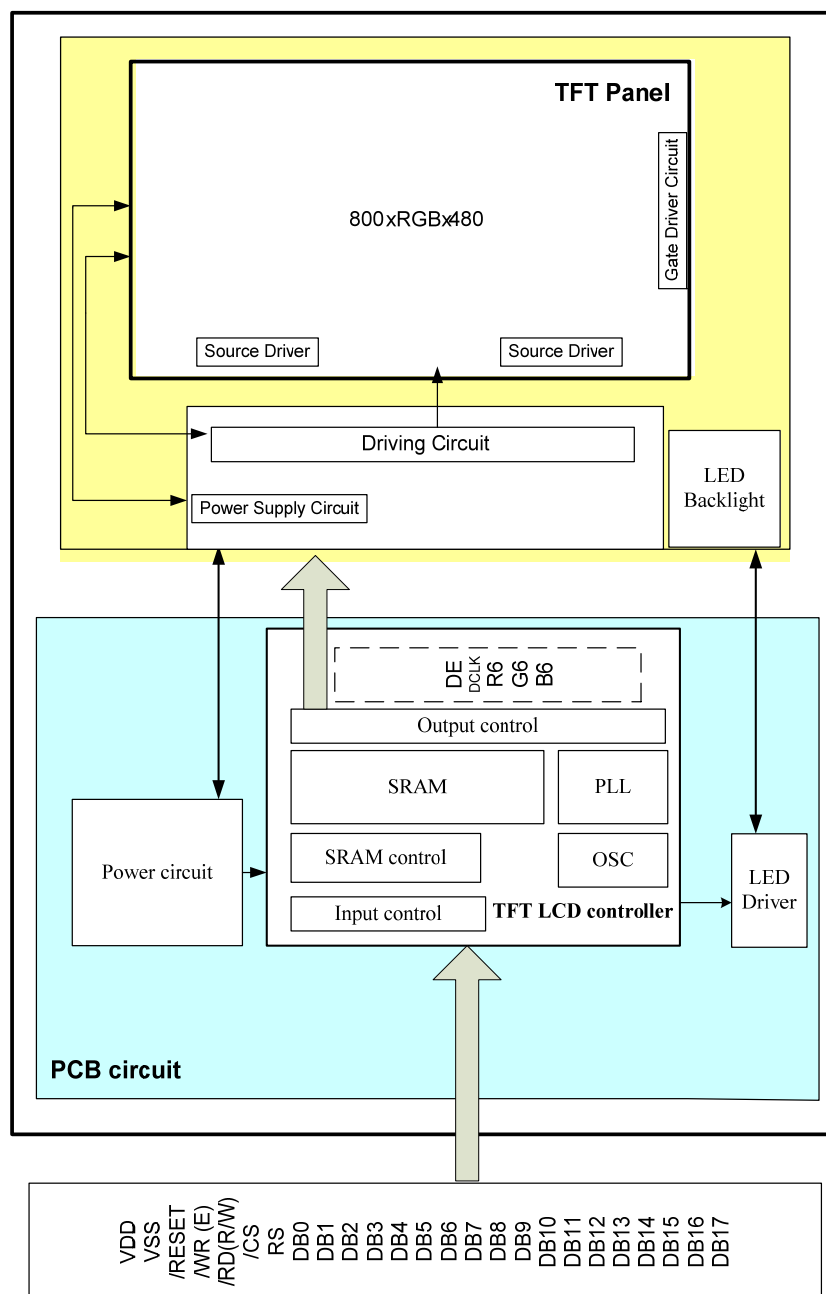 TFT Panel
Gate Driver Circuit
800xRGBx480
Source Driver
Source Driver
Driving Circuit
LED
Backlight
Power Supply Circuit
DE
DCLK
R6
G6
B6
Output control
SRAM
PLL
Power circuit
SRAM control
OSC
LED
Driver
Input control
TFT LCD controller
PCB circuit
VDD
VSS
/RESET
/WR (E)
/RD(R/W)
/CS
RS
DB0
DB1
DB2
DB3
DB4
DB5
DB6
DB7
DB8
DB9
DB10
DB11
DB12
DB13
DB14
DB15
DB16
DB17